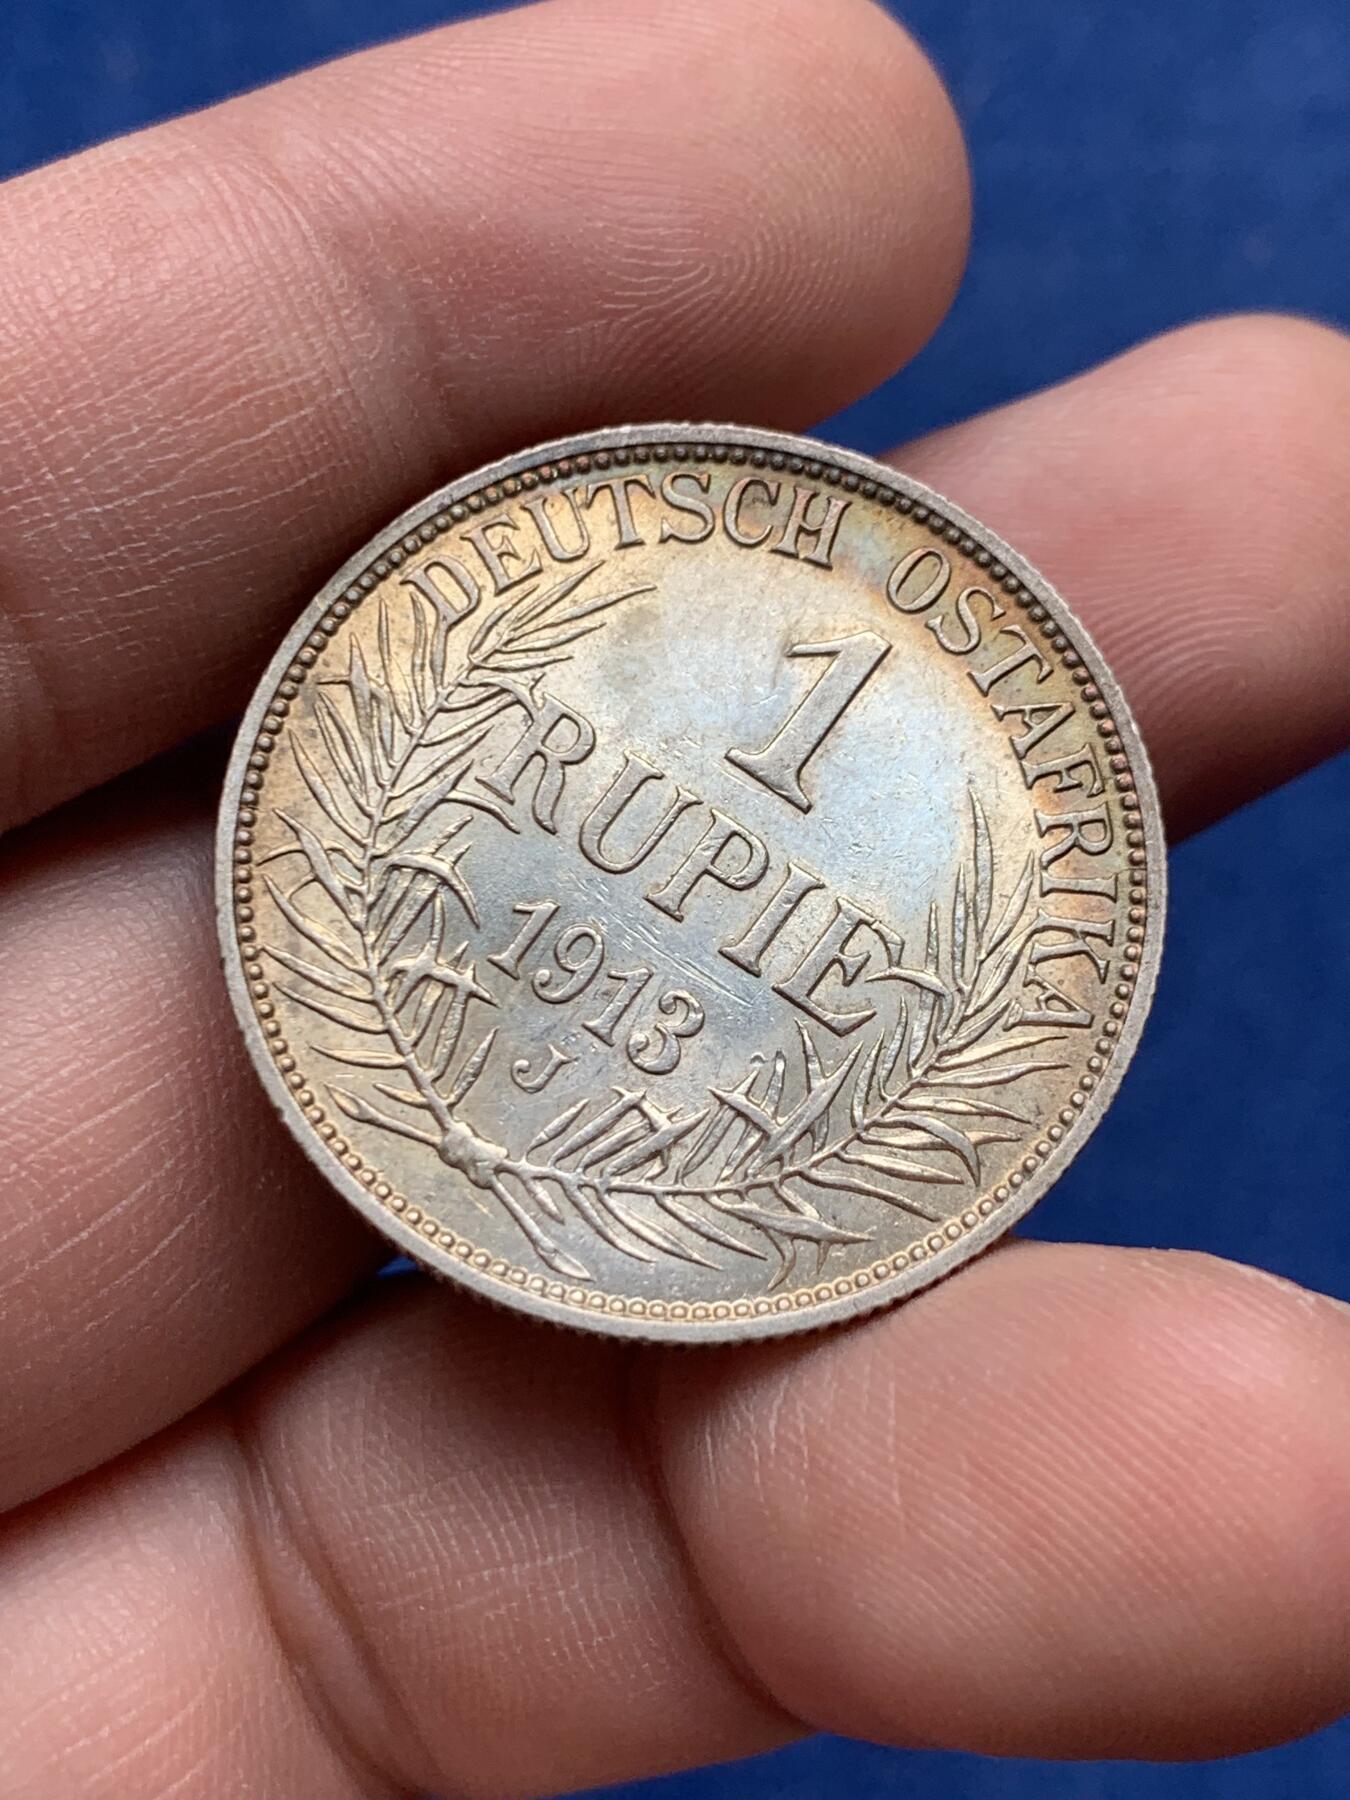 DEUTSCH OSTAFRIKA
1
RUPIE
1913
J